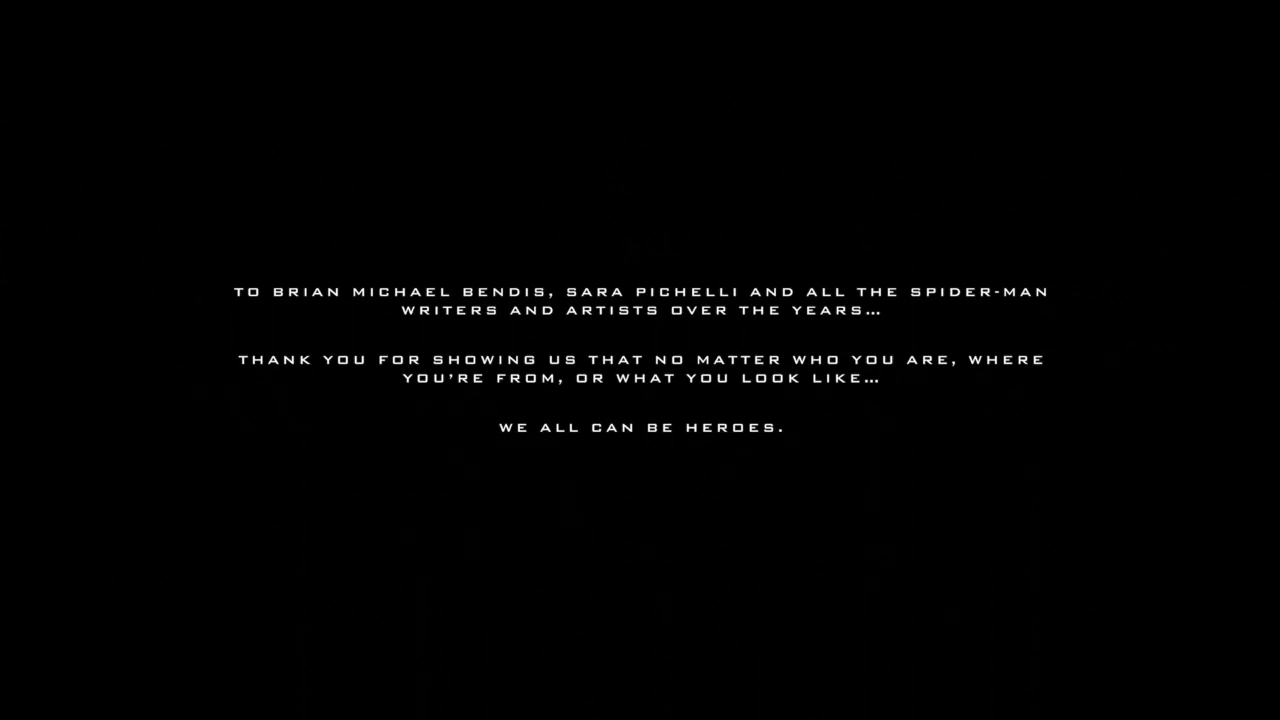 TO BRIAN MICHAEL BENDIS, SARA PICHELLI AND ALL THE SPIDER-MAN
WRITERS AND ARTISTS OVER THE YEARS…
THANK YOU FOR SHOWING US THAT NO MATTER WHO YOU ARE, WHERE
YOU'RE FROM, OR WHAT YOU LOOK LIKE…
WE ALL CAN BE HEROES.